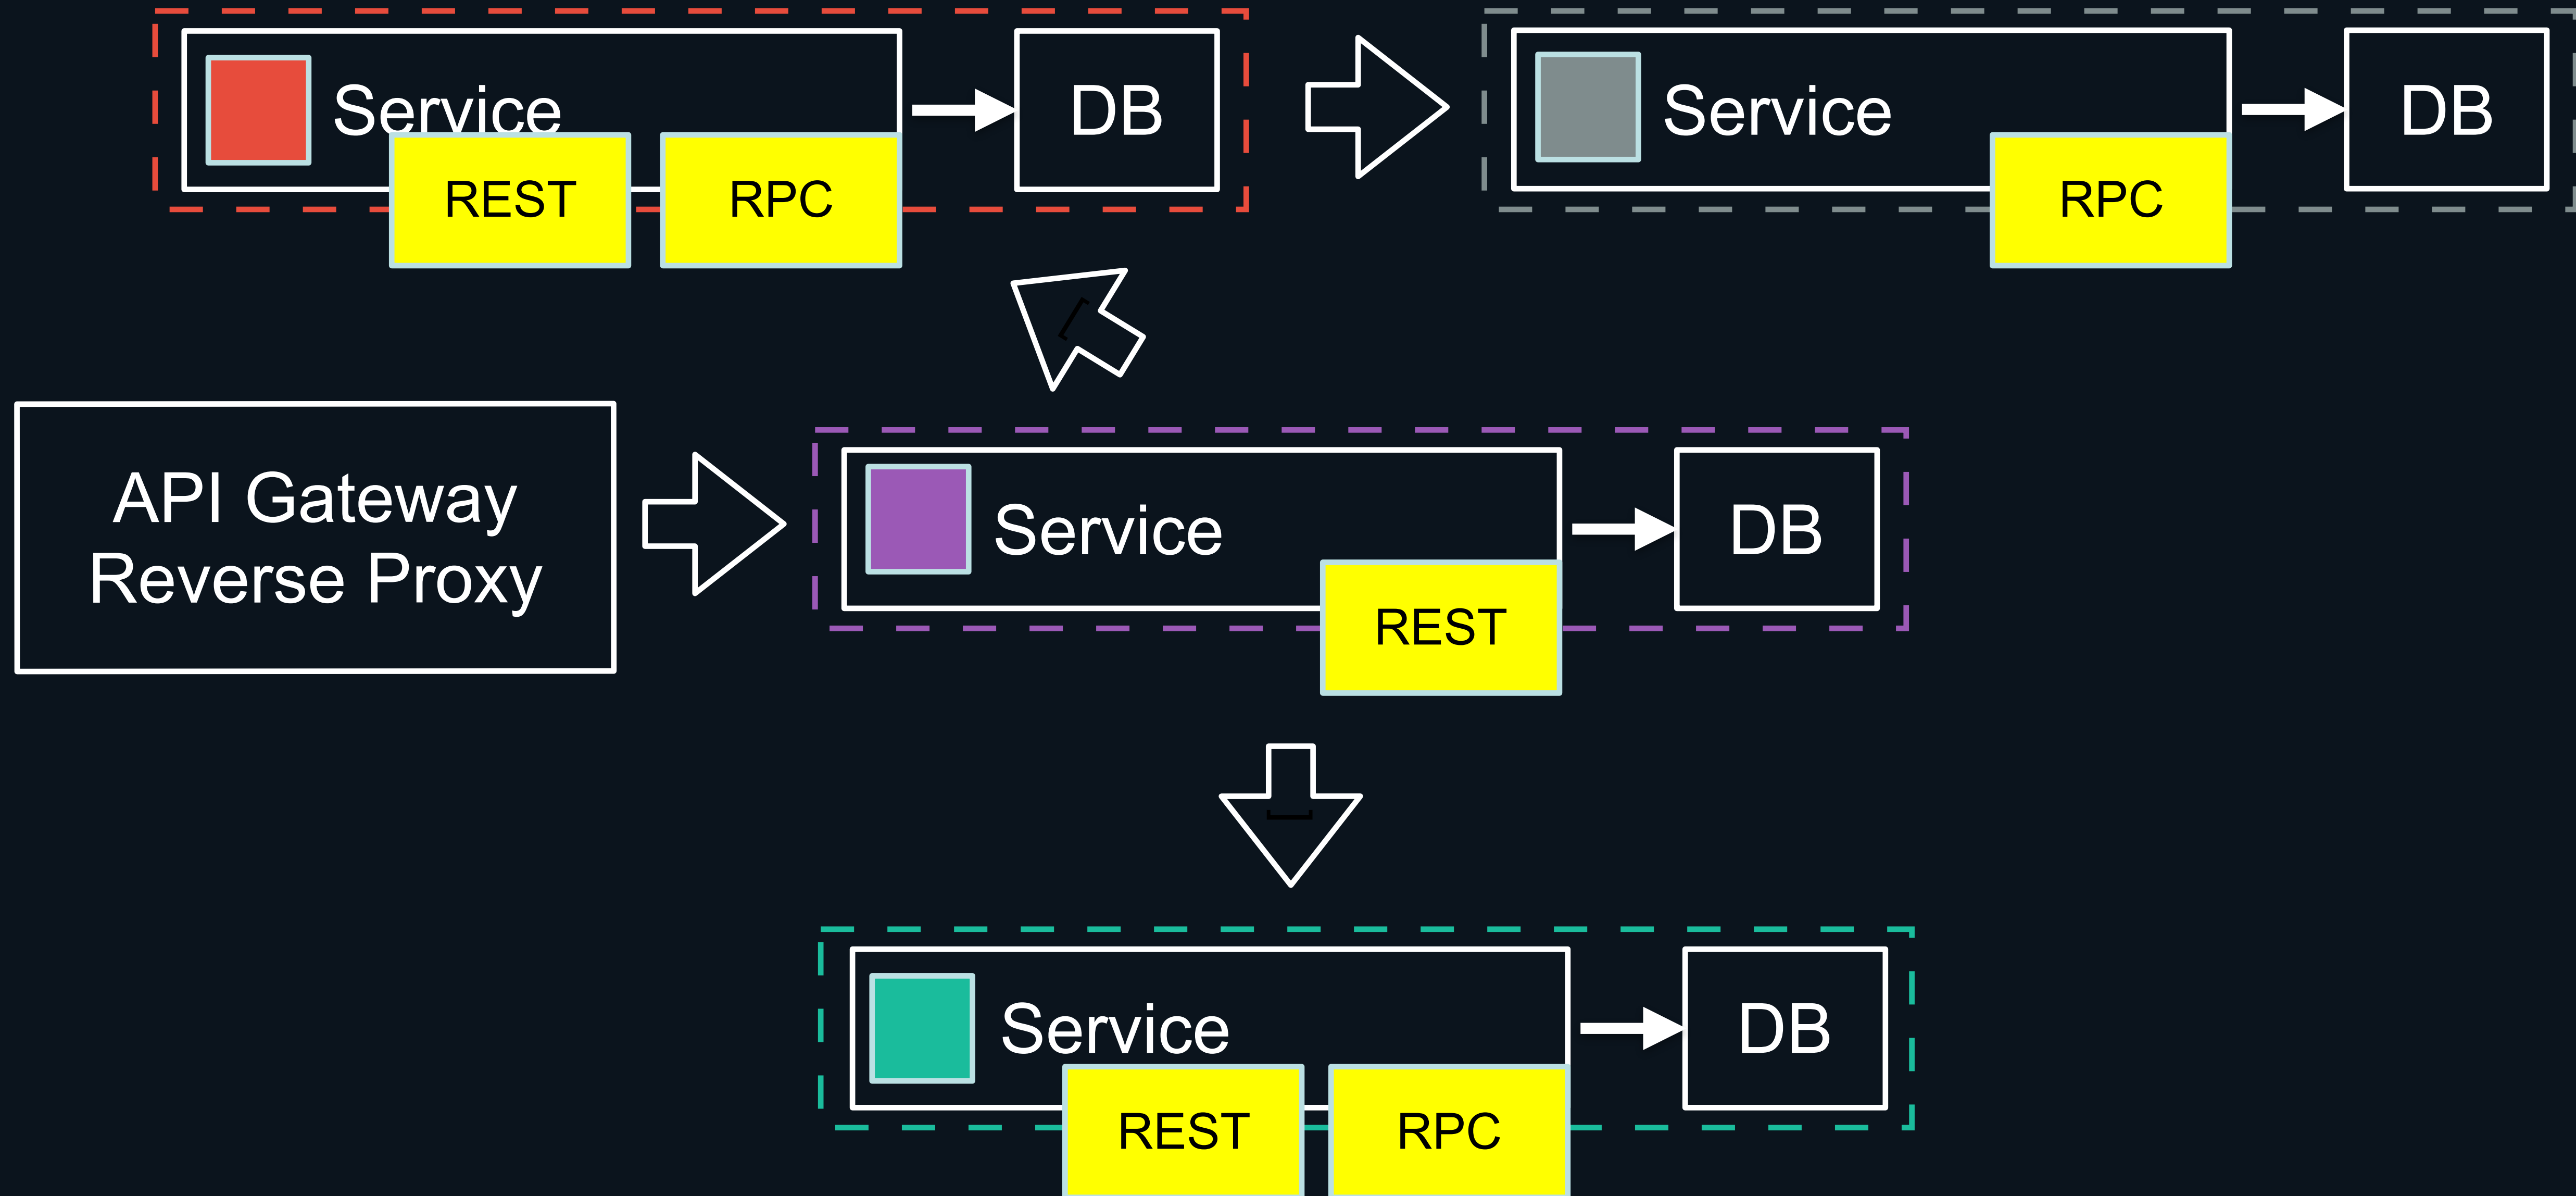 Service
DB
REST
RPC
Service
DB
RPC
API Gateway
Reverse Proxy
Service
DB
REST
Service
DB
REST
RPC